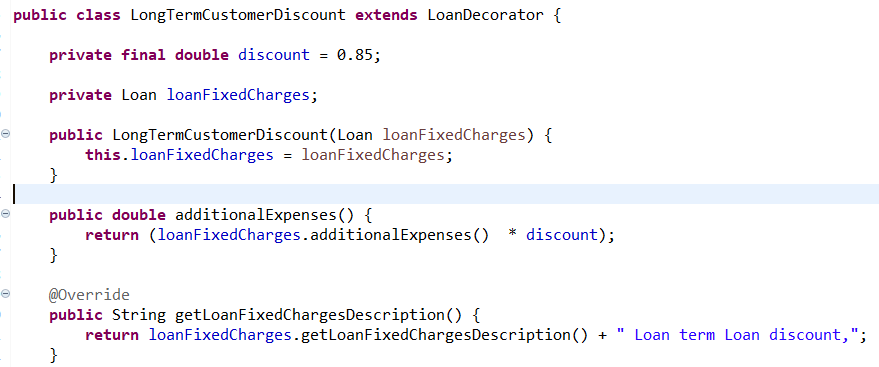 public class LongTermCustomerDiscount extends LoanDecorator {
private final double discount = 0.85;
private Loan loanFixedCharges;
public LongTermCustomerDiscount(Loan loanFixedCharges) {
this.loanFixedCharges = loanFixedCharges;
}
public double additionalExpenses() {
return (loanFixedCharges.additionalExpenses()  * discount);
}
@Override
public String getLoanFixedChargesDescription() {
return loanFixedCharges.getLoanFixedChargesDescription() + " Loan term Loan discount,";
}